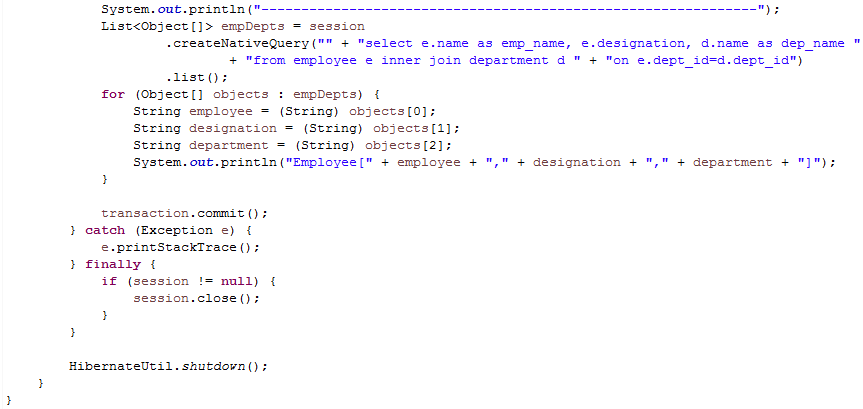 System.out.println("--------------------------------------------------------------");
List<Object[]> empDepts = session
.createNativeQuery("" + "select e.name as emp_name, e.designation, d.name as dep_name "
+ "from employee e inner join department d " + "on e.dept_id=d.dept_id")
.list();
for (Object[] objects : empDepts) {
String employee = (String) objects[0];
String designation = (String) objects[1];
String department = (String) objects[2];
System.out.println("Employee[" + employee + "," + designation + "," + department + "]");
}
transaction.commit();
} catch (Exception e) {
e.printStackTrace();
} finally {
if (session != null) {
session.close();
}
}
HibernateUtil.shutdown();
}
}